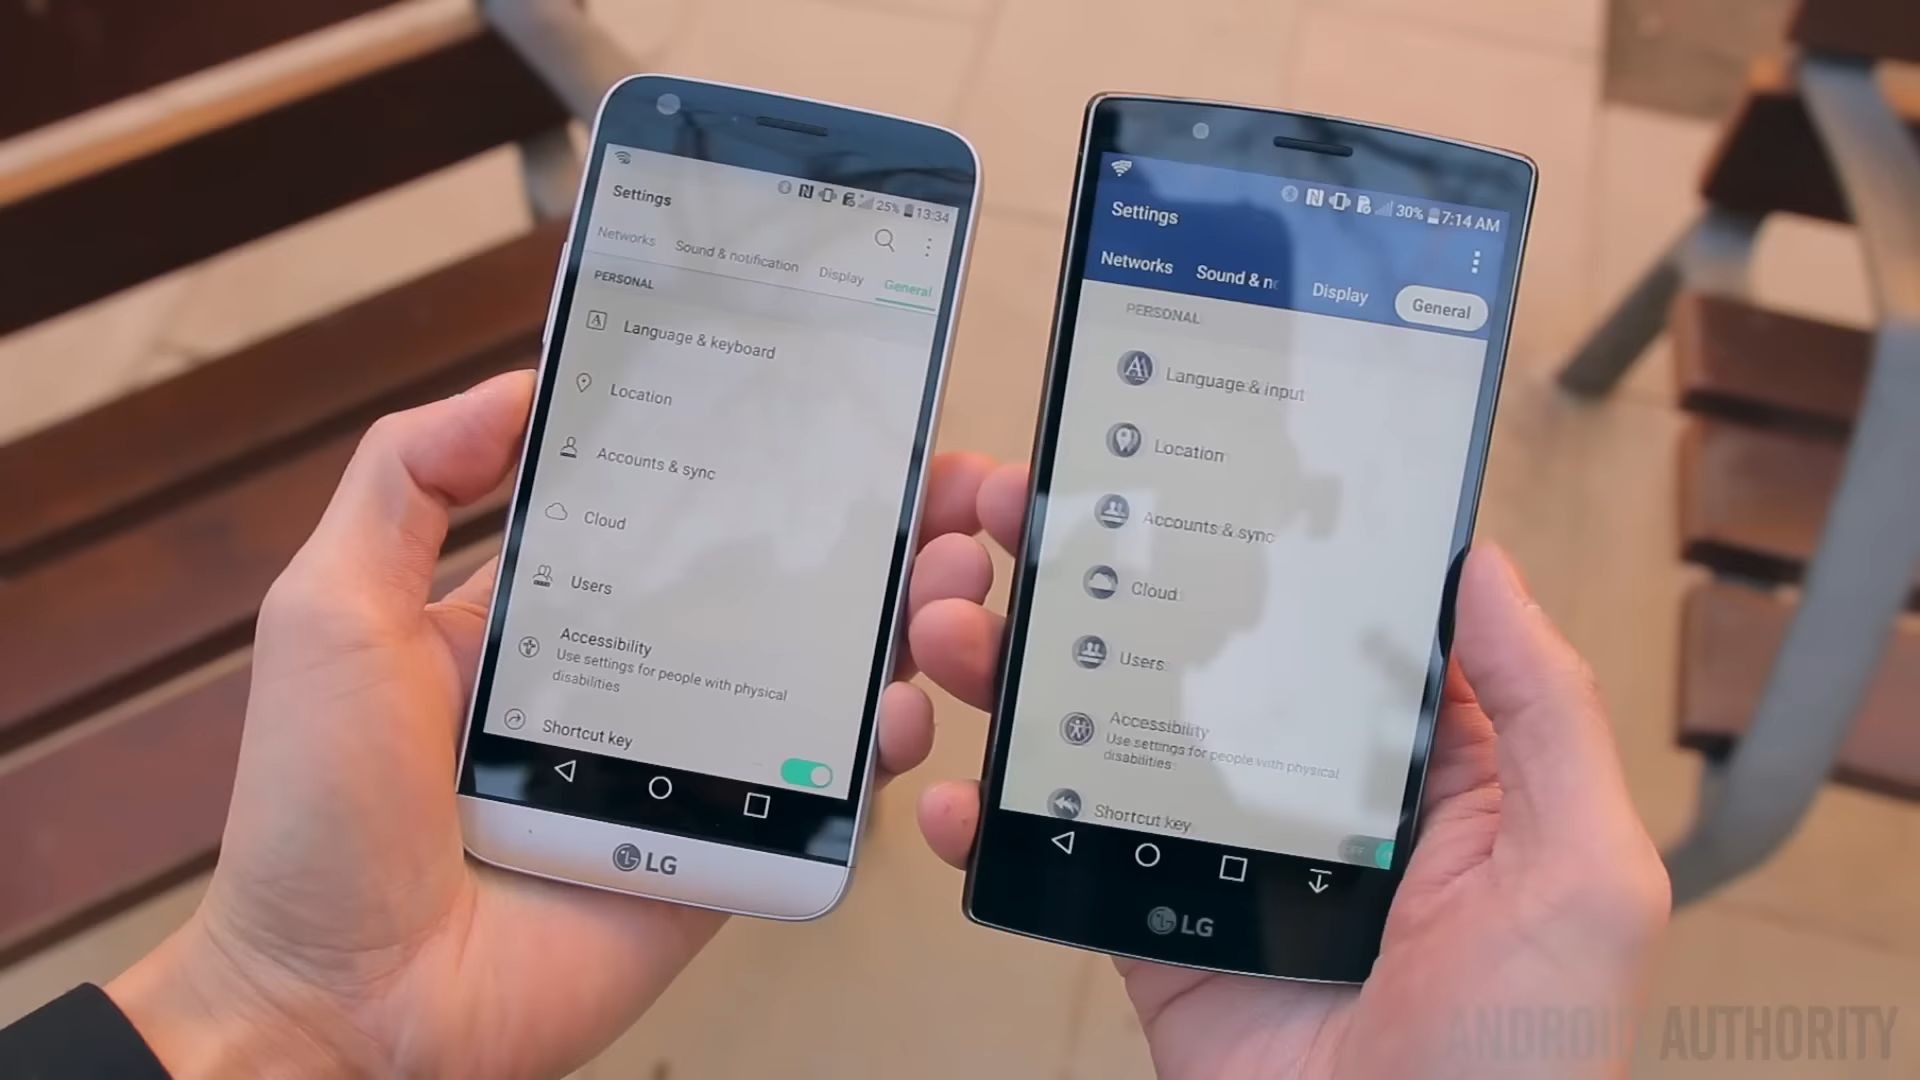 25% 13:34
Settings
Networks Sound & notification Display General
PERSONAL
Language & keyboard
Location
Accounts & sync
Cloud
Users
Accessibility
Use settings for people with physical
disabilities
Shortcut key
LG
30% 7:14 AM
Settings
Networks Sound & no Display General
PERSONAL
Language & input
Location
Accounts & sync
Cloud
Users
Accessibility
Use settings for people with physical
disabilities
Shortcut key
LG
ANDROID AUTHORITY